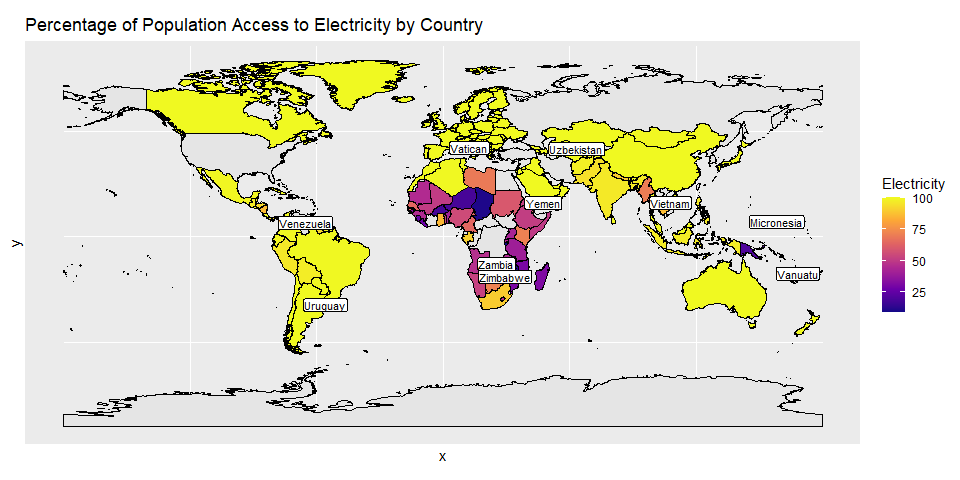 Percentage of Population Access to Electricity by Country
Vatican
Uzbekistan
Yemen
Vietnam
Venezuela
Micronesia
Zambia
Zimbabwe
Vanuatu
Uruguay
y
x
Electricity
100
75
50
25